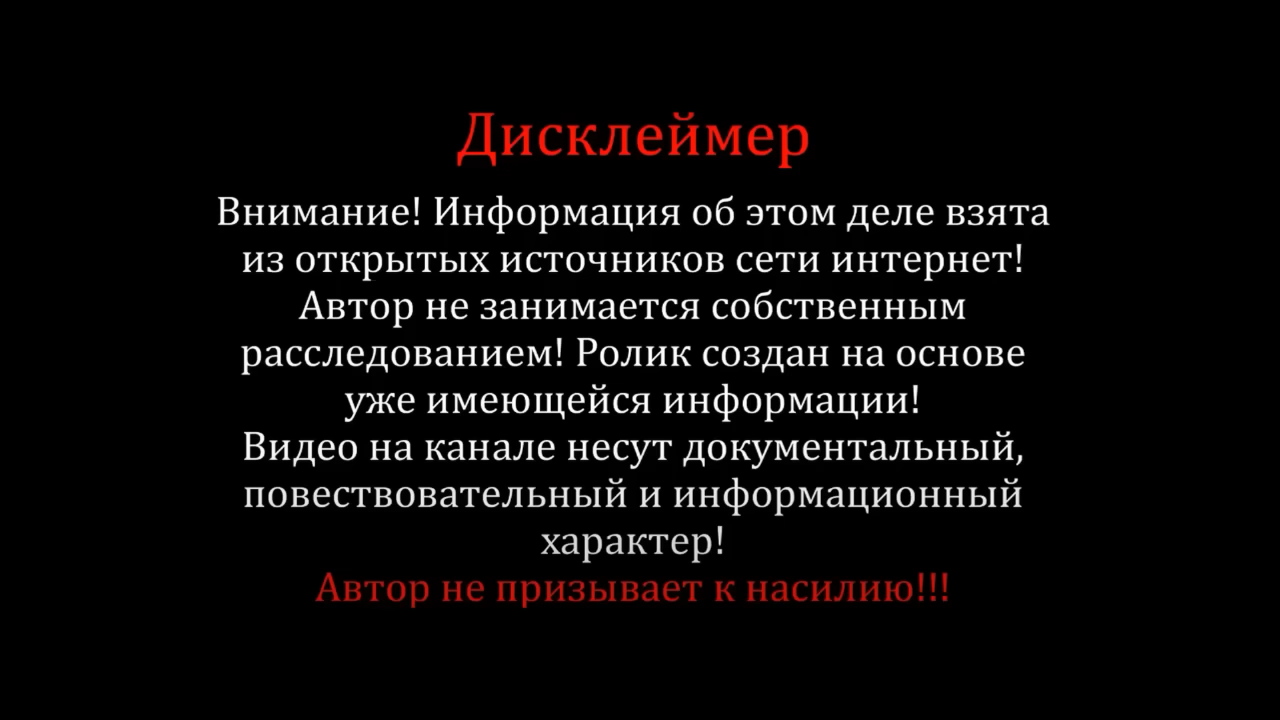 Дисклеймер
Внимание! Информация об этом деле взята
из открытых источников сети интернет!
Автор не занимается собственным
расследованием! Ролик создан на основе
уже имеющейся информации!
Видео на канале несут документальный,
повествовательный и информационный
характер!
Автор не призывает к насилию!!!